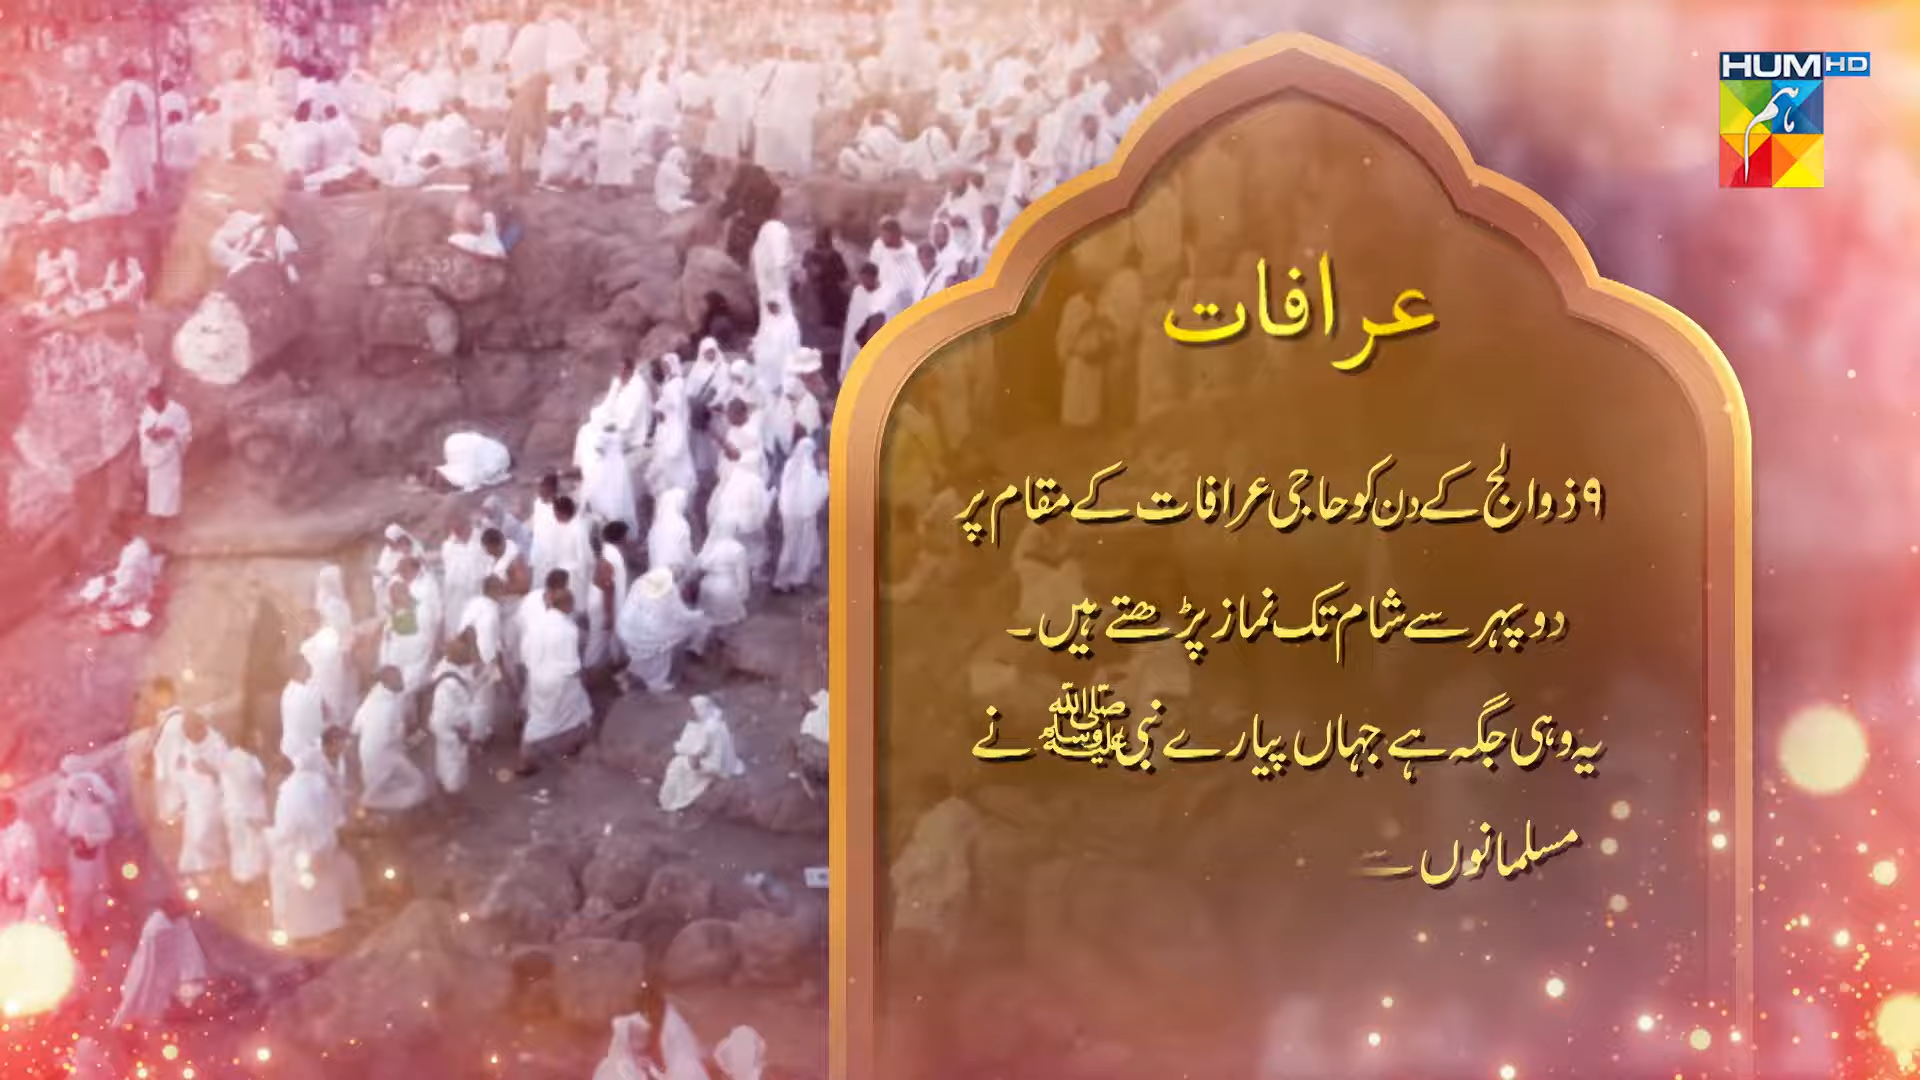 HUM HD
ہم
عرافات
۹ ذوالحج کے دن کو حاجی عرافات کے مقام پر
دوپہر سے شام تک نماز پڑھتے ہیں۔
یہ وہی جگہ ہے جہاں پیارے نبی ﷺ نے
مسلمانوں